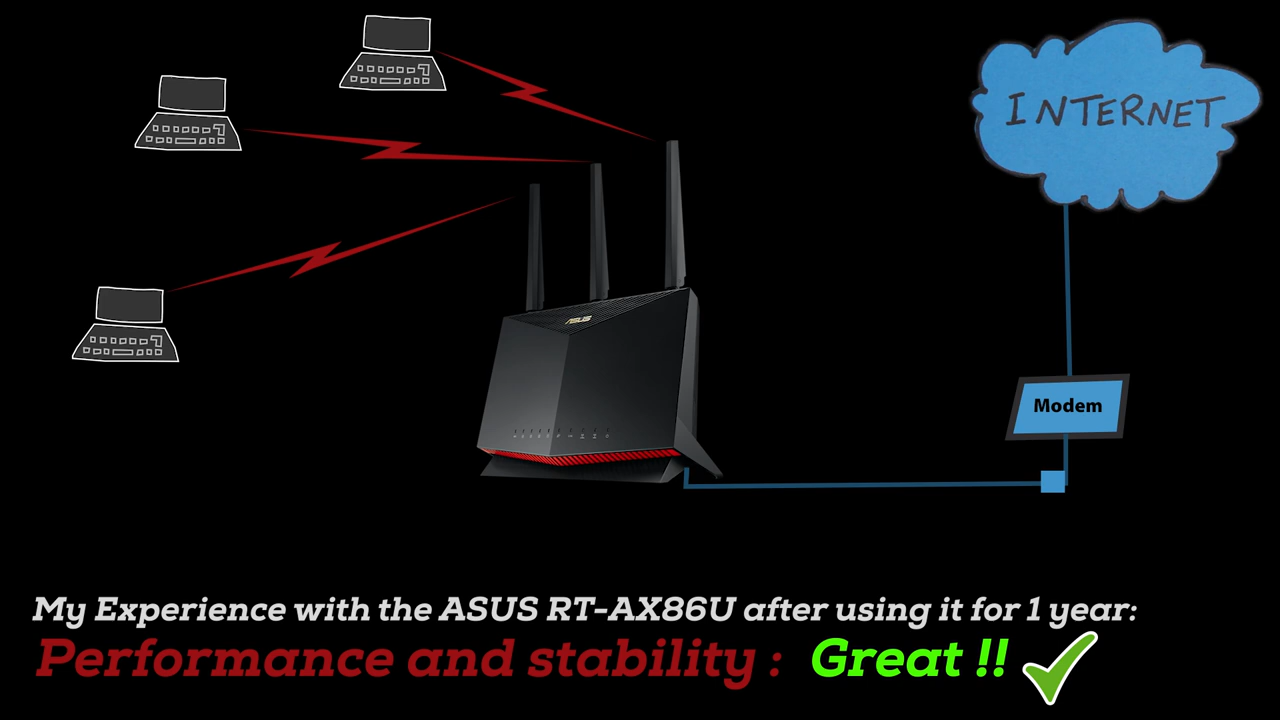 INTERNET
ASUS
Modem
My Experience with the ASUS RT-AX86U after using it for 1 year:
Performance and stability : Great !!